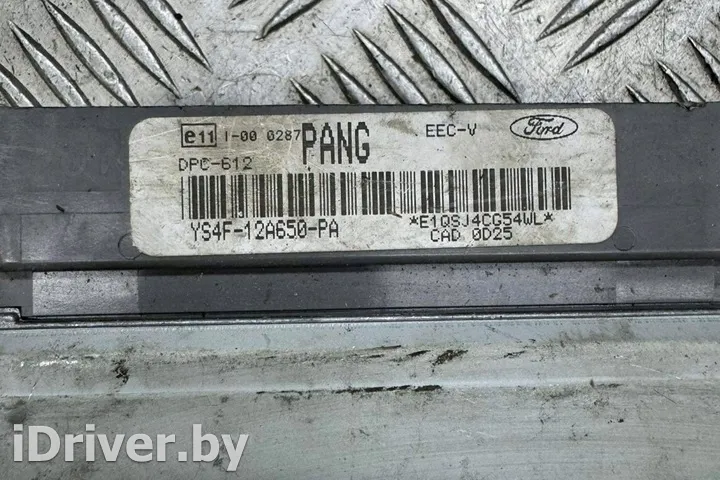 e11 I-00 0287 PANG EEC-V Ford
DPC-612
YS4F-12A650-PA *E1QSJ4CG54WL*
CAD 0D25
iDriver.by